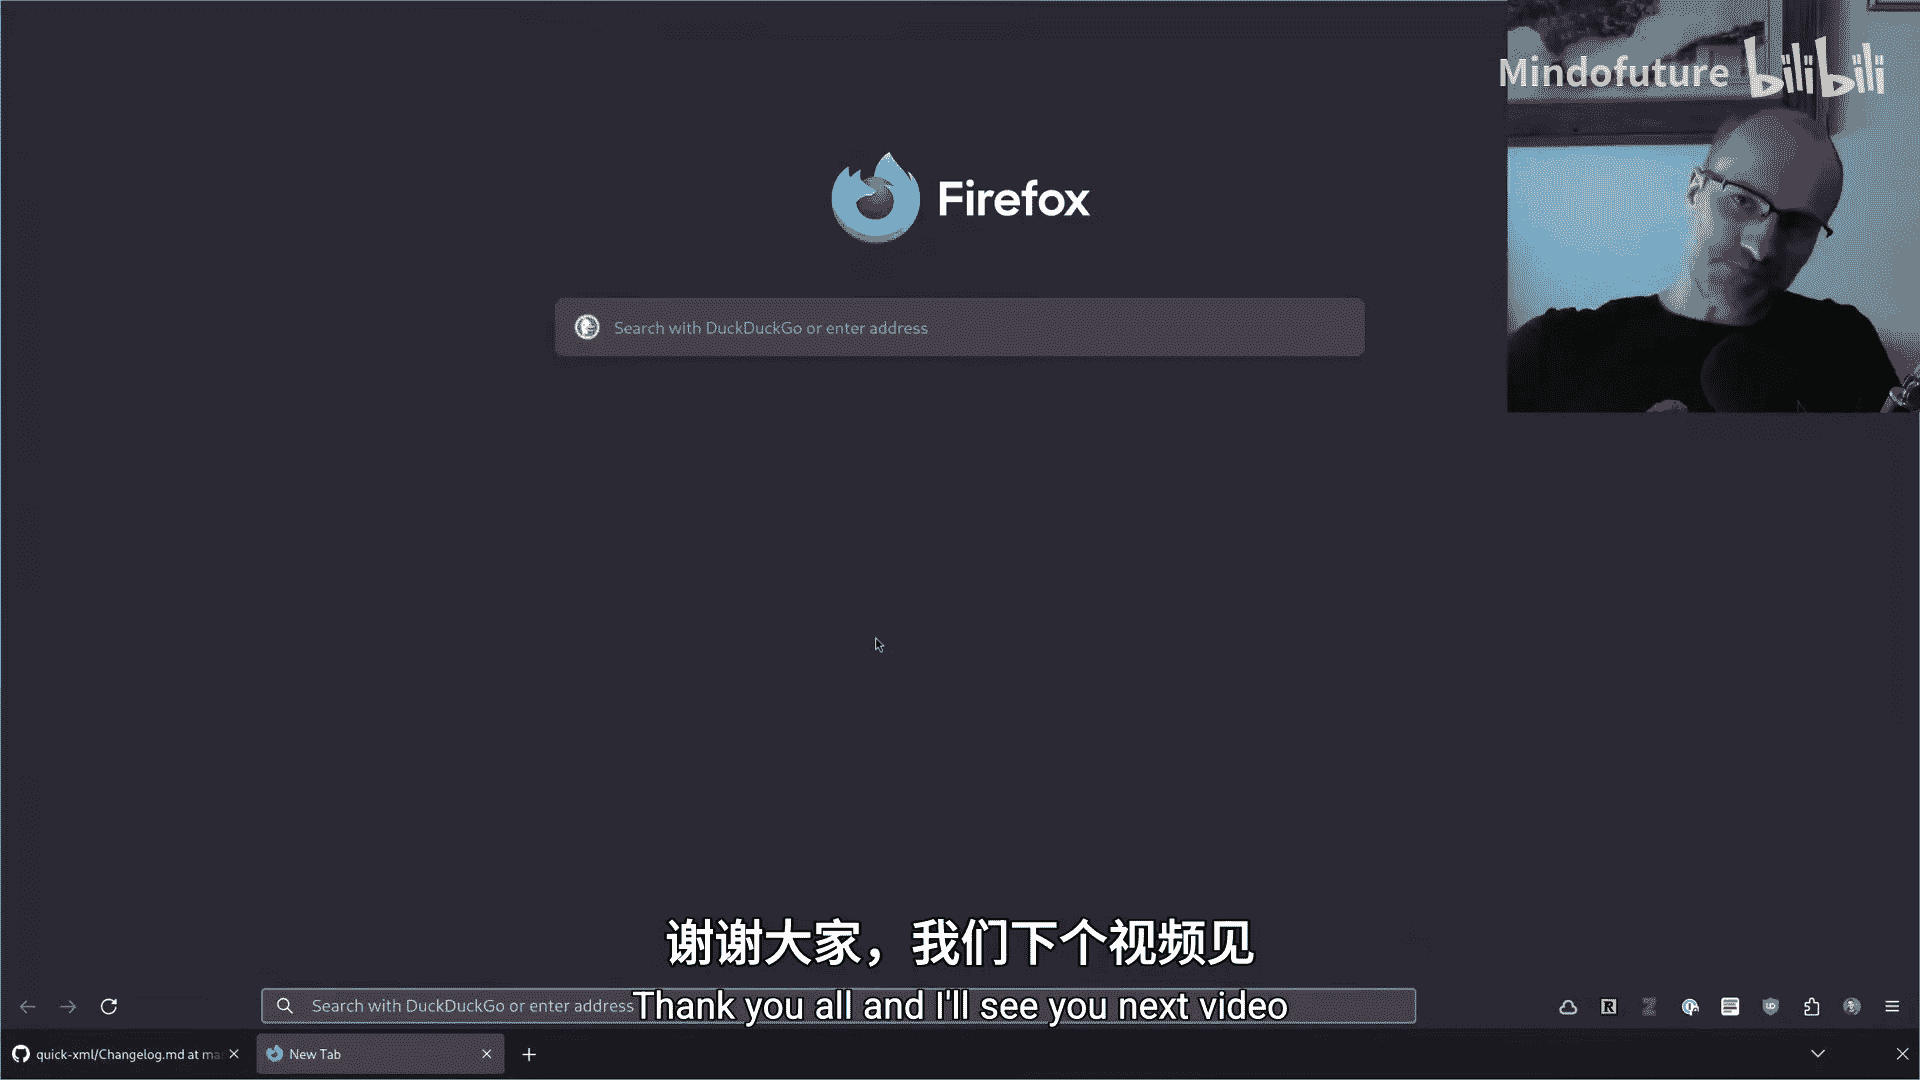 Mindofuture bilibili
Firefox
Search with DuckDuckGo or enter address
谢谢大家，我们下个视频见
Search with DuckDuckGo or enter address
Thank you all and I'll see you next video
quick-xml/Changelog.md at ma
New Tab